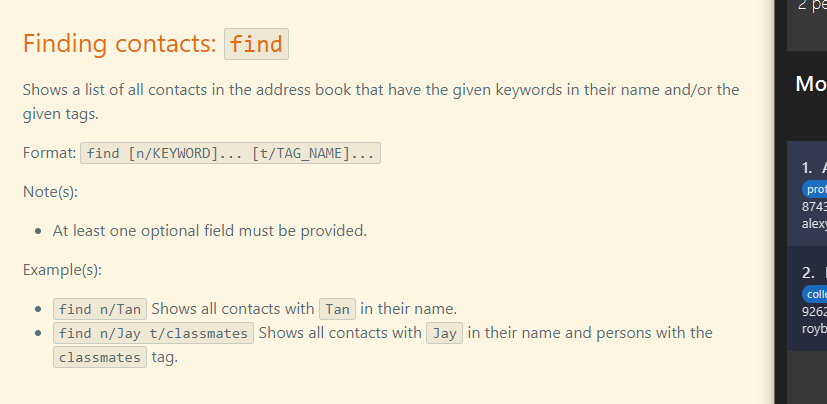 2 pe
Finding contacts: find
Mo
Shows a list of all contacts in the address book that have the given keywords in their name and/or the
given tags.
Format: find [n/KEYWORD]... [t/TAG_NAME]...
1. A
prof
8743
alexy
Note(s):
• At least one optional field must be provided.
Example(s):
2.
colle
9262
royb
• find n/Tan Shows all contacts with Tan in their name.
• find n/Jay t/classmates Shows all contacts with Jay in their name and persons with the
classmates tag.